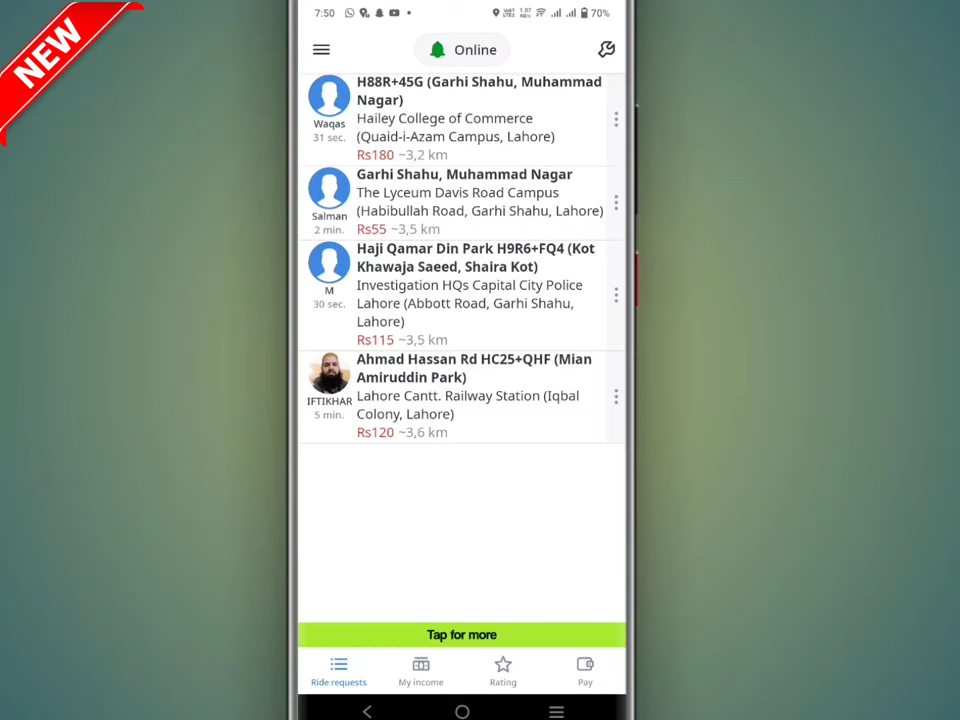 NEW
7:50
VoWiFi LTE2 1.07 KB/s 70%
Online
H88R+45G (Garhi Shahu, Muhammad
Nagar)
Hailey College of Commerce
(Quaid-i-Azam Campus, Lahore)
Rs180 ~3,2 km
Waqas
31 sec.
Garhi Shahu, Muhammad Nagar
The Lyceum Davis Road Campus
(Habibullah Road, Garhi Shahu, Lahore)
Rs55 ~3,5 km
Salman
2 min.
Haji Qamar Din Park H9R6+FQ4 (Kot
Khawaja Saeed, Shaira Kot)
Investigation HQs Capital City Police
Lahore (Abbott Road, Garhi Shahu,
Lahore)
Rs115 ~3,5 km
M
30 sec.
Ahmad Hassan Rd HC25+QHF (Mian
Amiruddin Park)
Lahore Cantt. Railway Station (Iqbal
Colony, Lahore)
Rs120 ~3,6 km
IFTIKHAR
5 min.
Tap for more
Ride requests
My income
Rating
Pay